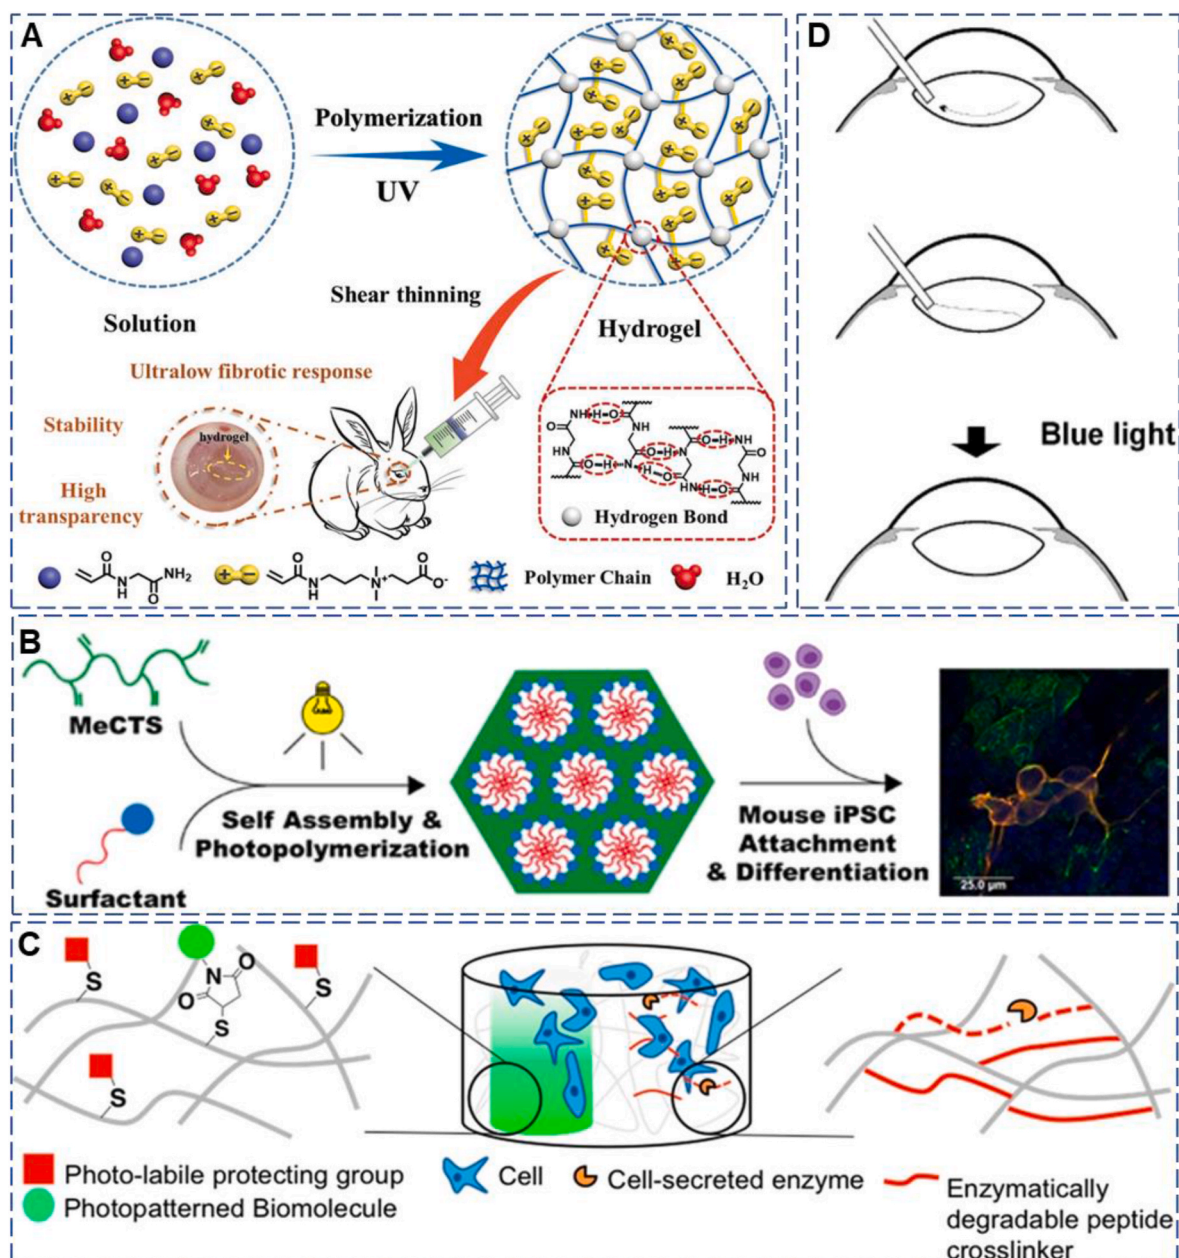 A
Polymerization
UV
Solution
Hydrogel
Shear thinning
Ultralow fibrotic response
Stability
High
transparency
hydrogel
Hydrogen Bond
Polymer Chain
H₂O
D
Blue light
B
MeCTS
Surfactant
Self Assembly &
Photopolymerization
Mouse iPSC
Attachment
& Differentiation
25.0 µm
C
S
N
O
O
S
S
S
Photo-labile protecting group
Photopatterned Biomolecule
Cell
Cell-secreted enzyme
Enzymatically
degradable peptide
crosslinker